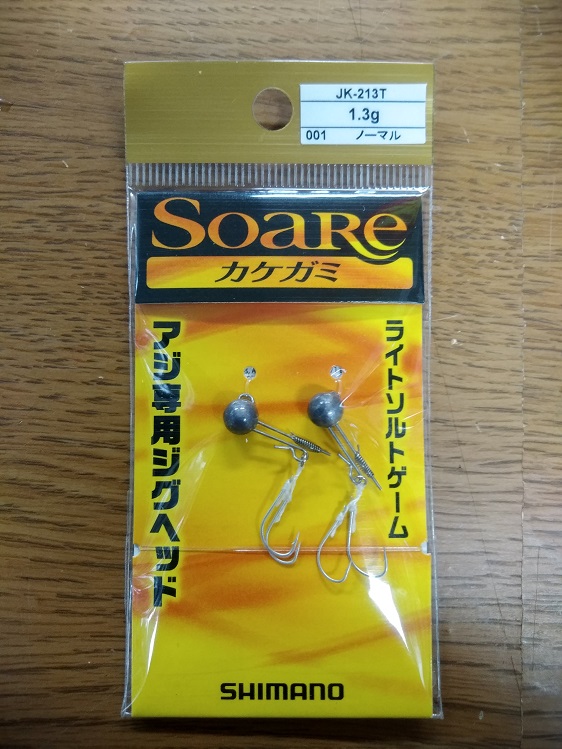 JK-213T
1.3g
001 ノーマル
SOARE
カケガミ
ライトソルトゲーム
アジ専用ジグヘッド
SHIMANO